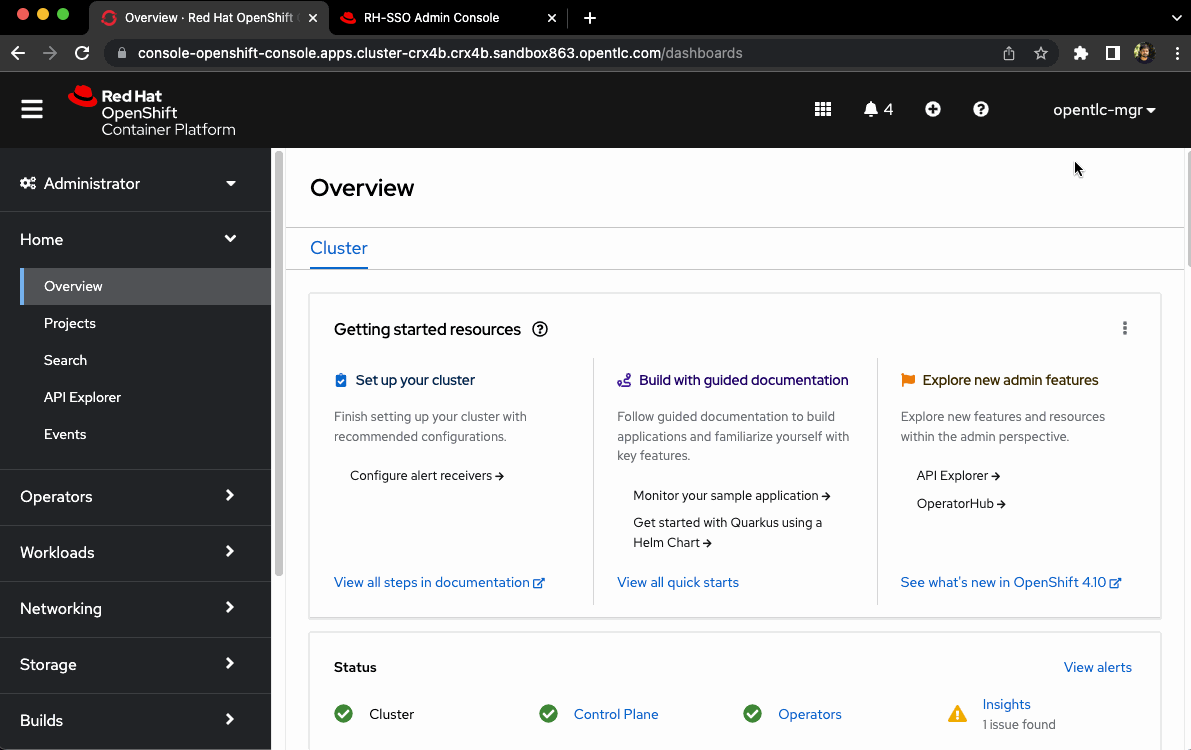 Overview · Red Hat OpenShift
RH-SSO Admin Console
console-openshift-console.apps.cluster-crx4b.crx4b.sandbox863.opentlc.com/dashboards
Red Hat
OpenShift
Container Platform
4
opentlc-mgr
Administrator
Home
Overview
Projects
Search
API Explorer
Events
Operators
Workloads
Networking
Storage
Builds
Overview
Cluster
Getting started resources
Set up your cluster
Finish setting up your cluster with
recommended configurations.
Configure alert receivers
View all steps in documentation
Build with guided documentation
Follow guided documentation to build
applications and familiarize yourself with
key features.
Monitor your sample application
Get started with Quarkus using a
Helm Chart
View all quick starts
Explore new admin features
Explore new features and resources
within the admin perspective.
API Explorer
OperatorHub
See what's new in OpenShift 4.10
Status
View alerts
Cluster
Control Plane
Operators
Insights
1 issue found